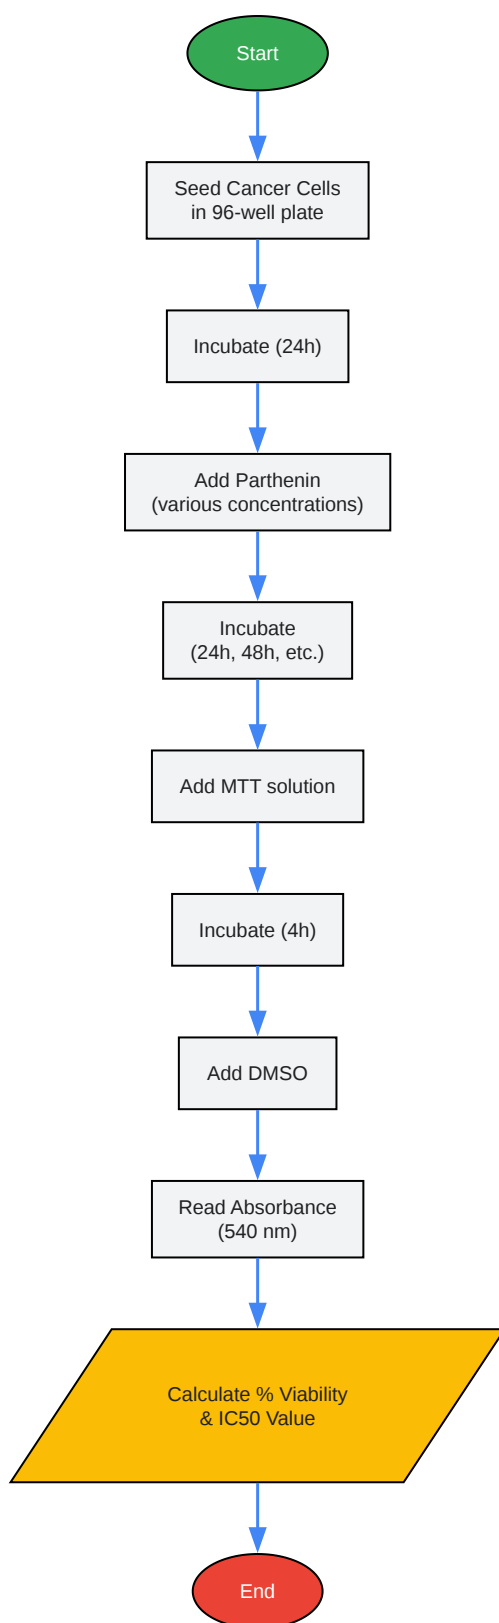 Start
Seed Cancer Cells
in 96-well plate
Incubate (24h)
Add Parthenin
(various concentrations)
Incubate
(24h, 48h, etc.)
Add MTT solution
Incubate (4h)
Add DMSO
Read Absorbance
(540 nm)
Calculate % Viability
& IC50 Value
End